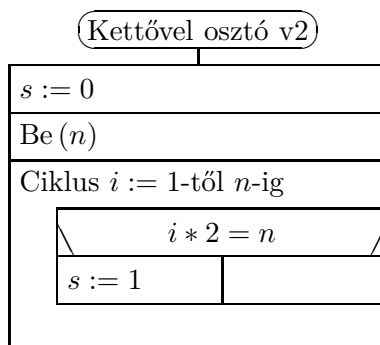 Kettővel osztó v2
s := 0
Be (n)
Ciklus i := 1-től n-ig
i * 2 = n
s := 1